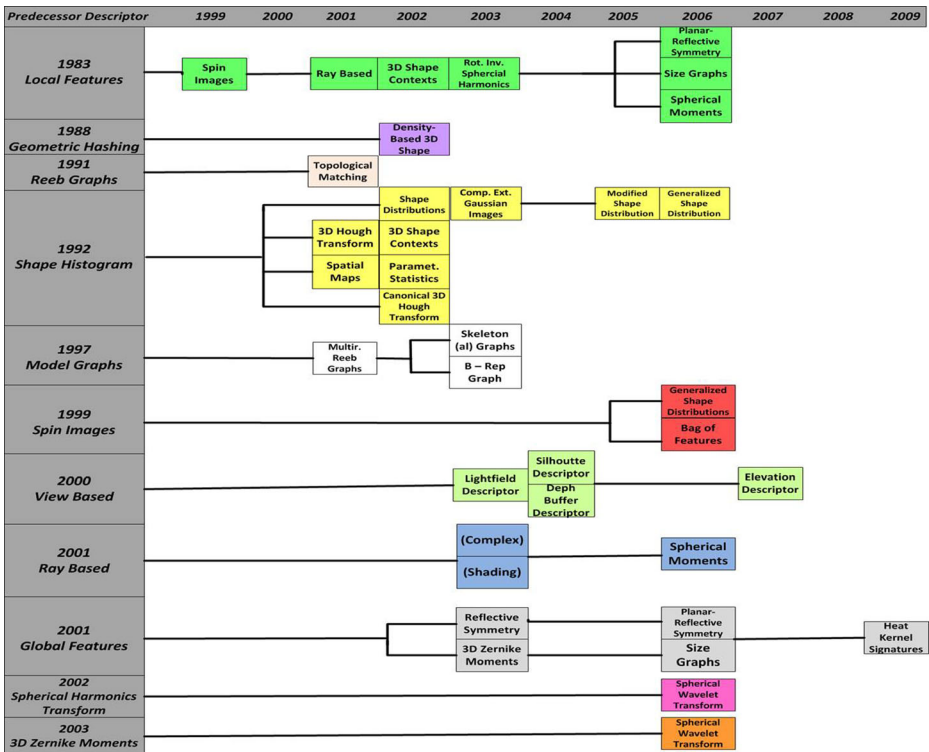 Predecessor Descriptor 1999 2000 2001 2002 2003 2004 2005 2006 2007 2008 2009
1983
Local Features
Spin
Images
Ray Based
3D Shape
Contexts
Rot. Inv.
Sphercial
Harmonics
Planar-
Reflective
Symmetry
Size Graphs
Spherical
Moments
1988
Geometric Hashing
Density-
Based 3D
Shape
1991
Reeb Graphs
Topological
Matching
1992
Shape Histogram
Shape
Distributions
Comp. Ext.
Gaussian
Images
Modified
Shape
Distribution
Generalized
Shape
Distribution
3D Hough
Transform
3D Shape
Contexts
Spatial
Maps
Paramet.
Statistics
Canonical 3D
Hough
Transform
1997
Model Graphs
Multir.
Reeb
Graphs
Skeleton
(al) Graphs
B – Rep
Graph
1999
Spin Images
Generalized
Shape
Distributions
Bag of
Features
2000
View Based
Lightfield
Descriptor
Silhoutte
Descriptor
Deph
Buffer
Descriptor
Elevation
Descriptor
2001
Ray Based
(Complex)
(Shading)
Spherical
Moments
2001
Global Features
Reflective
Symmetry
3D Zernike
Moments
Planar-
Reflective
Symmetry
Size
Graphs
Heat
Kernel
Signatures
2002
Spherical Harmonics
Transform
Spherical
Wavelet
Transform
2003
3D Zernike Moments
Spherical
Wavelet
Transform